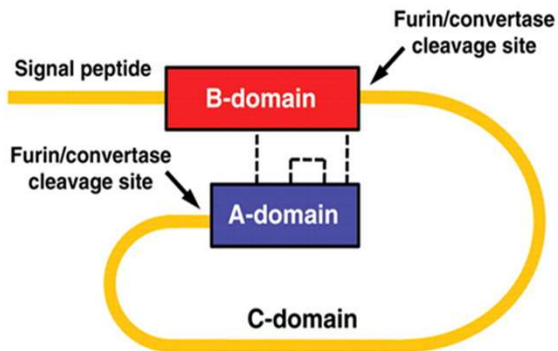 Furin/convertase
cleavage site
Signal peptide
B-domain
Furin/convertase
cleavage site
A-domain
C-domain